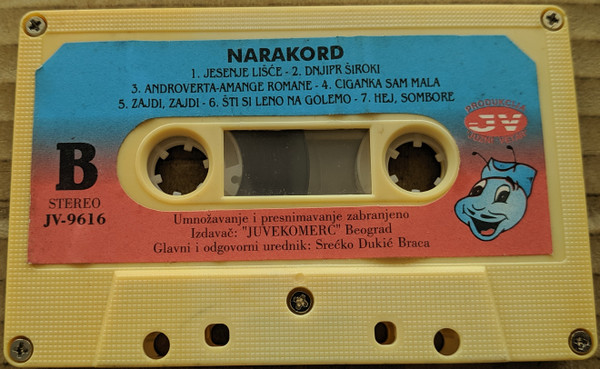 NARAKORD
1. JESENJE LIŠĆE - 2. DNJIPR ŠIROKI
3. ANDROVERTA-AMANGE ROMANE - 4. CIGANKA SAM MALA
5. ZAJDI, ZAJDI - 6. ŠTI SI LENO NA GOLEMO - 7. HEJ, SOMBORE
PRODUKCIJA
JV
B
STEREO
JV-9616
Umnožavanje i presnimavanje zabranjeno
Izdavač: "JUVEKOMERC" Beograd
Glavni i odgovorni urednik: Srećko Dukić Braca